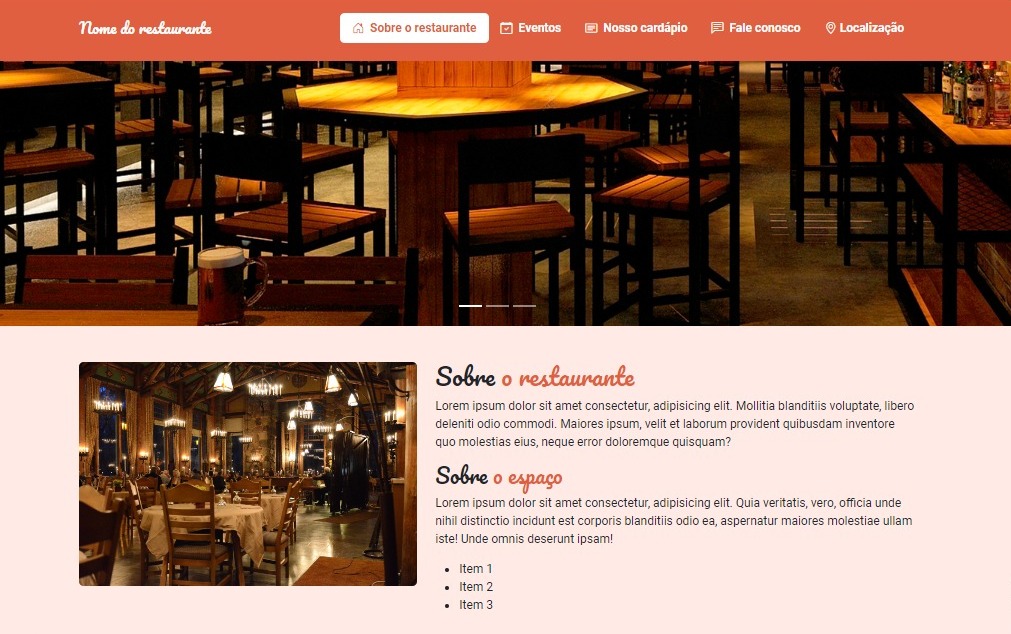 Nome do restaurante
Sobre o restaurante
Eventos
Nosso cardápio
Fale conosco
Localização
Sobre o restaurante
Lorem ipsum dolor sit amet consectetur, adipisicing elit. Mollitia blanditiis voluptate, libero
deleniti odio commodi. Maiores ipsum, velit et laborum provident quibusdam inventore
quo molestias eius, neque error doloremque quisquam?
Sobre o espaço
Lorem ipsum dolor sit amet consectetur, adipisicing elit. Quia veritatis, vero, officia unde
nihil distinctio incidunt est corporis blanditiis odio ea, aspernatur maiores molestiae ullam
iste! Unde omnis deserunt ipsam!
Item 1
Item 2
Item 3